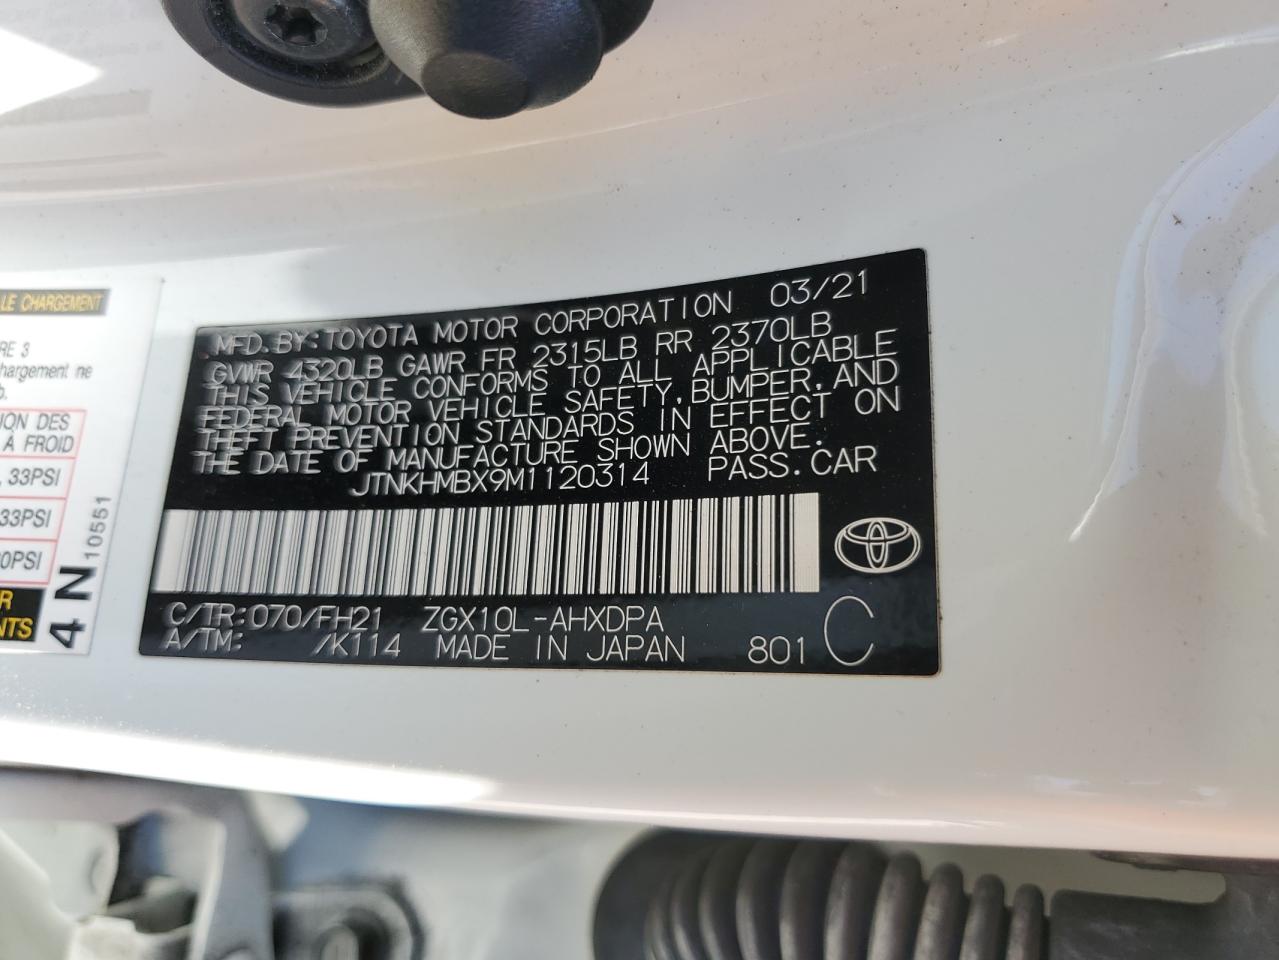 LE CHARGEMENT
RE 3
hargement ne
b.
ION DES
À FROID
, 33PSI
33PSI
0PSI
R
NTS
4 N 10551
MFD. BY: TOYOTA MOTOR CORPORATION 03/21
GVWR 4320LB GAWR FR 2315LB RR 2370LB
THIS VEHICLE CONFORMS TO ALL APPLICABLE
FEDERAL MOTOR VEHICLE SAFETY, BUMPER, AND
THEFT PREVENTION STANDARDS IN EFFECT ON
THE DATE OF MANUFACTURE SHOWN ABOVE.
JTNKHMBX9M1120314 PASS. CAR
C/TR: 070/FH21 ZGX10L-AHXDPA
A/TM: /K114 MADE IN JAPAN 801 C